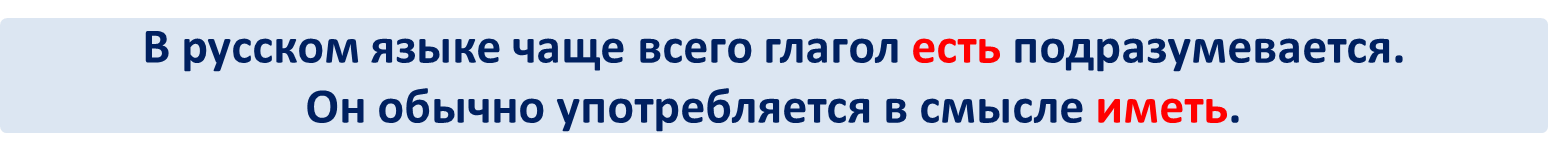 В русском языке чаще всего глагол есть подразумевается.
Он обычно употребляется в смысле иметь.